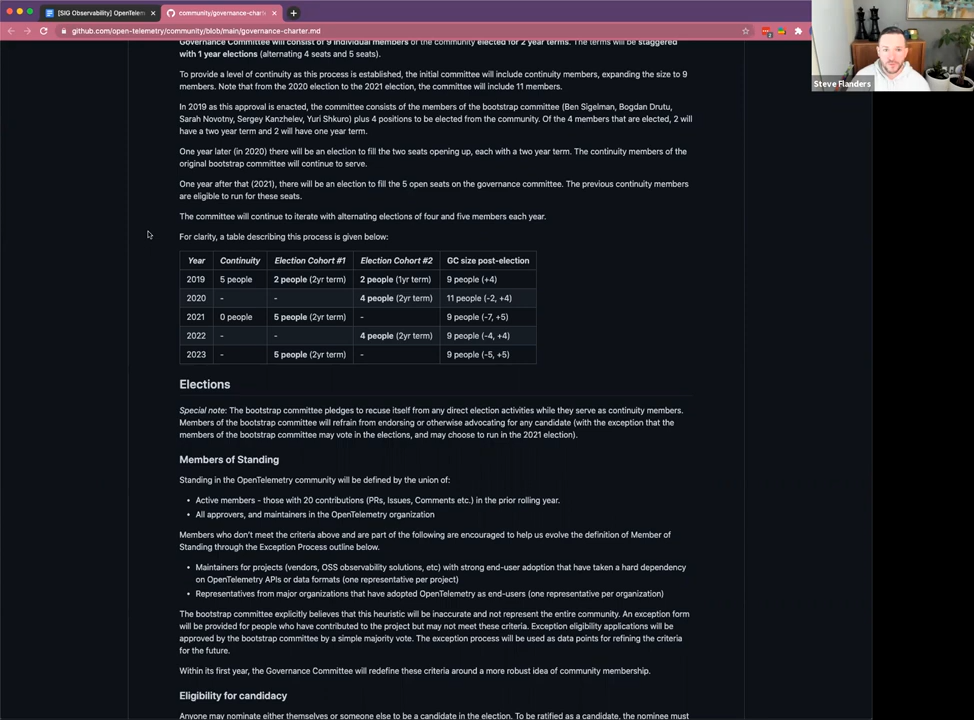 [SIG Observability] OpenTelem
community/governance-charte
github.com/open-telemetry/community/blob/main/governance-charter.md
Steve Flanders
Governance Committee will consist of 9 individual members of the community elected for 2 year terms. The terms will be staggered
with 1 year elections (alternating 4 seats and 5 seats).
To provide a level of continuity as this process is established, the initial committee will include continuity members, expanding the size to 9
members. Note that from the 2020 election to the 2021 election, the committee will include 11 members.
In 2019 as this approval is enacted, the committee consists of the members of the bootstrap committee (Ben Sigelman, Bogdan Drutu,
Sarah Novotny, Sergey Kanzhelev, Yuri Shkuro) plus 4 positions to be elected from the community. Of the 4 members that are elected, 2 will
have a two year term and 2 will have one year term.
One year later (in 2020) there will be an election to fill the two seats opening up, each with a two year term. The continuity members of the
original bootstrap committee will continue to serve.
One year after that (2021), there will be an election to fill the 5 open seats on the governance committee. The previous continuity members
are eligible to run for these seats.
The committee will continue to iterate with alternating elections of four and five members each year.
For clarity, a table describing this process is given below:
Year Continuity Election Cohort #1 Election Cohort #2 GC size post-election
2019 5 people 2 people (2yr term) 2 people (1yr term) 9 people (+4)
2020 - - 4 people (2yr term) 11 people (-2, +4)
2021 0 people 5 people (2yr term) - 9 people (-7, +5)
2022 - - 4 people (2yr term) 9 people (-4, +4)
2023 - 5 people (2yr term) - 9 people (-5, +5)
Elections
Special note: The bootstrap committee pledges to recuse itself from any direct election activities while they serve as continuity members.
Members of the bootstrap committee will refrain from endorsing or otherwise advocating for any candidate (with the exception that the
members of the bootstrap committee may vote in the elections, and may choose to run in the 2021 election).
Members of Standing
Standing in the OpenTelemetry community will be defined by the union of:
• Active members - those with 20 contributions (PRs, Issues, Comments etc.) in the prior rolling year.
• All approvers, and maintainers in the OpenTelemetry organization
Members who don't meet the criteria above and are part of the following are encouraged to help us evolve the definition of Member of
Standing through the Exception Process outline below.
• Maintainers for projects (vendors, OSS observability solutions, etc) with strong end-user adoption that have taken a hard dependency
on OpenTelemetry APIs or data formats (one representative per project)
• Representatives from major organizations that have adopted OpenTelemetry as end-users (one representative per organization)
The bootstrap committee explicitly believes that this heuristic will be inaccurate and not represent the entire community. An exception form
will be provided for people who have contributed to the project but may not meet these criteria. Exception eligibility applications will be
approved by the bootstrap committee by a simple majority vote. The exception process will be used as data points for refining the criteria
for the future.
Within its first year, the Governance Committee will redefine these criteria around a more robust idea of community membership.
Eligibility for candidacy
Anyone may nominate either themselves or someone else to be a candidate in the election. To be ratified as a candidate, the nominee must